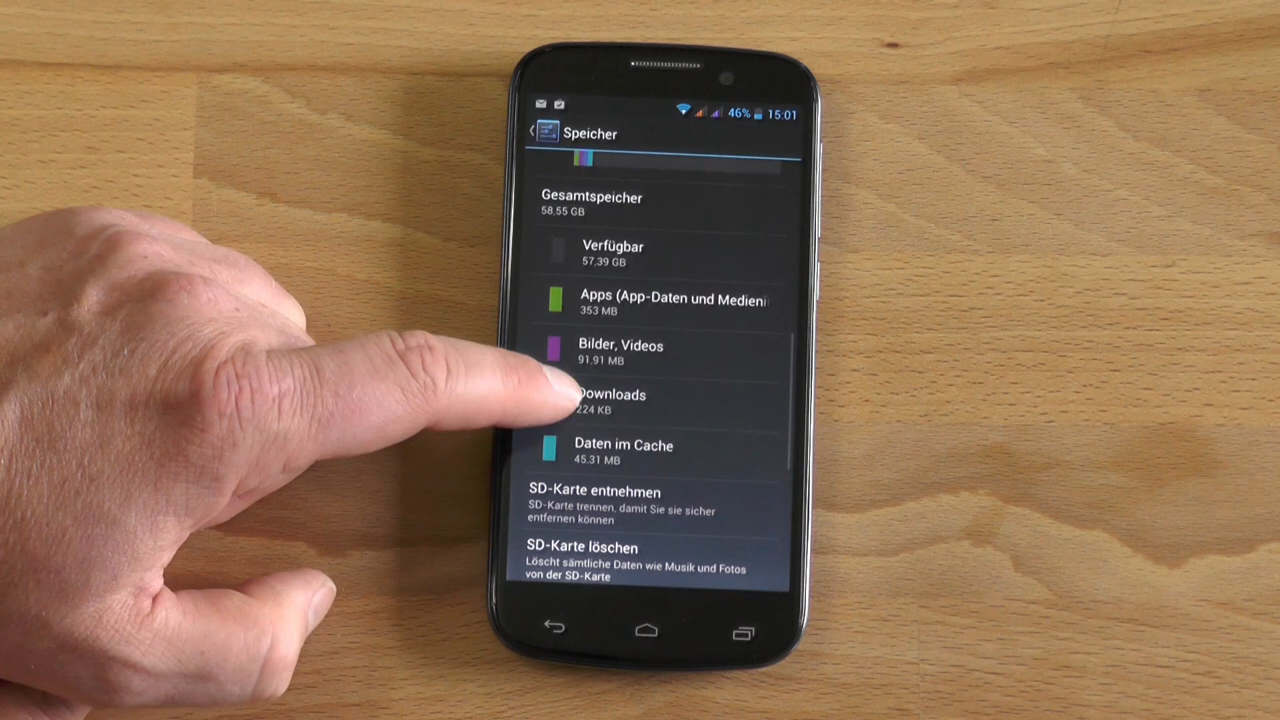 46% 15:01
Speicher
Gesamtspeicher
58,55 GB
Verfügbar
57,39 GB
Apps (App-Daten und Medieni
353 MB
Bilder, Videos
91,91 MB
Downloads
224 KB
Daten im Cache
45,31 MB
SD-Karte entnehmen
SD-Karte trennen, damit Sie sie sicher
entfernen können
SD-Karte löschen
Löscht sämtliche Daten wie Musik und Fotos
von der SD-Karte